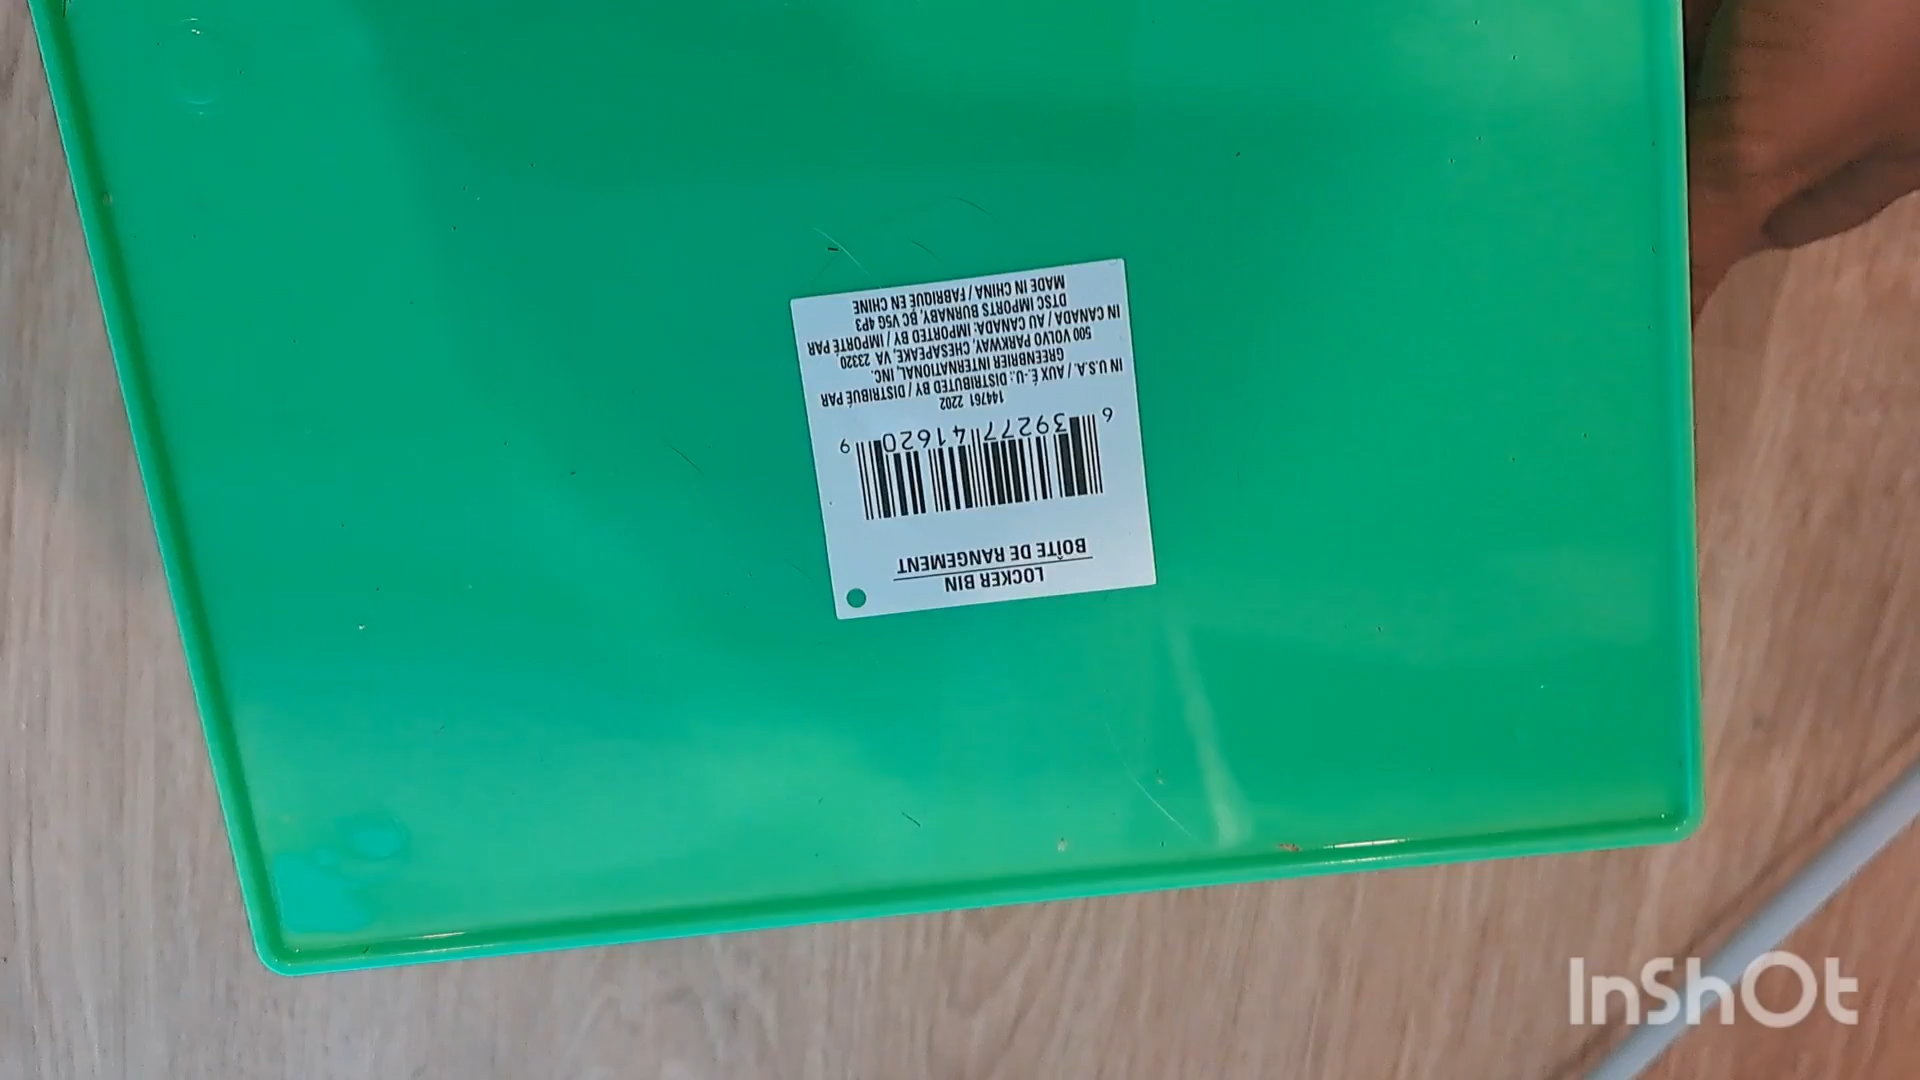 LOCKER BIN
BOÎTE DE RANGEMENT
6 39277 41620 9
144761 2202
IN U.S.A. / AUX É.-U.: DISTRIBUTED BY / DISTRIBUÉ PAR
GREENBRIER INTERNATIONAL, INC.
500 VOLVO PARKWAY, CHESAPEAKE, VA 23320
IN CANADA / AU CANADA: IMPORTED BY / IMPORTÉ PAR
DTSC IMPORTS BURNABY, BC V5G 4P3
MADE IN CHINA / FABRIQUÉ EN CHINE
InShOt